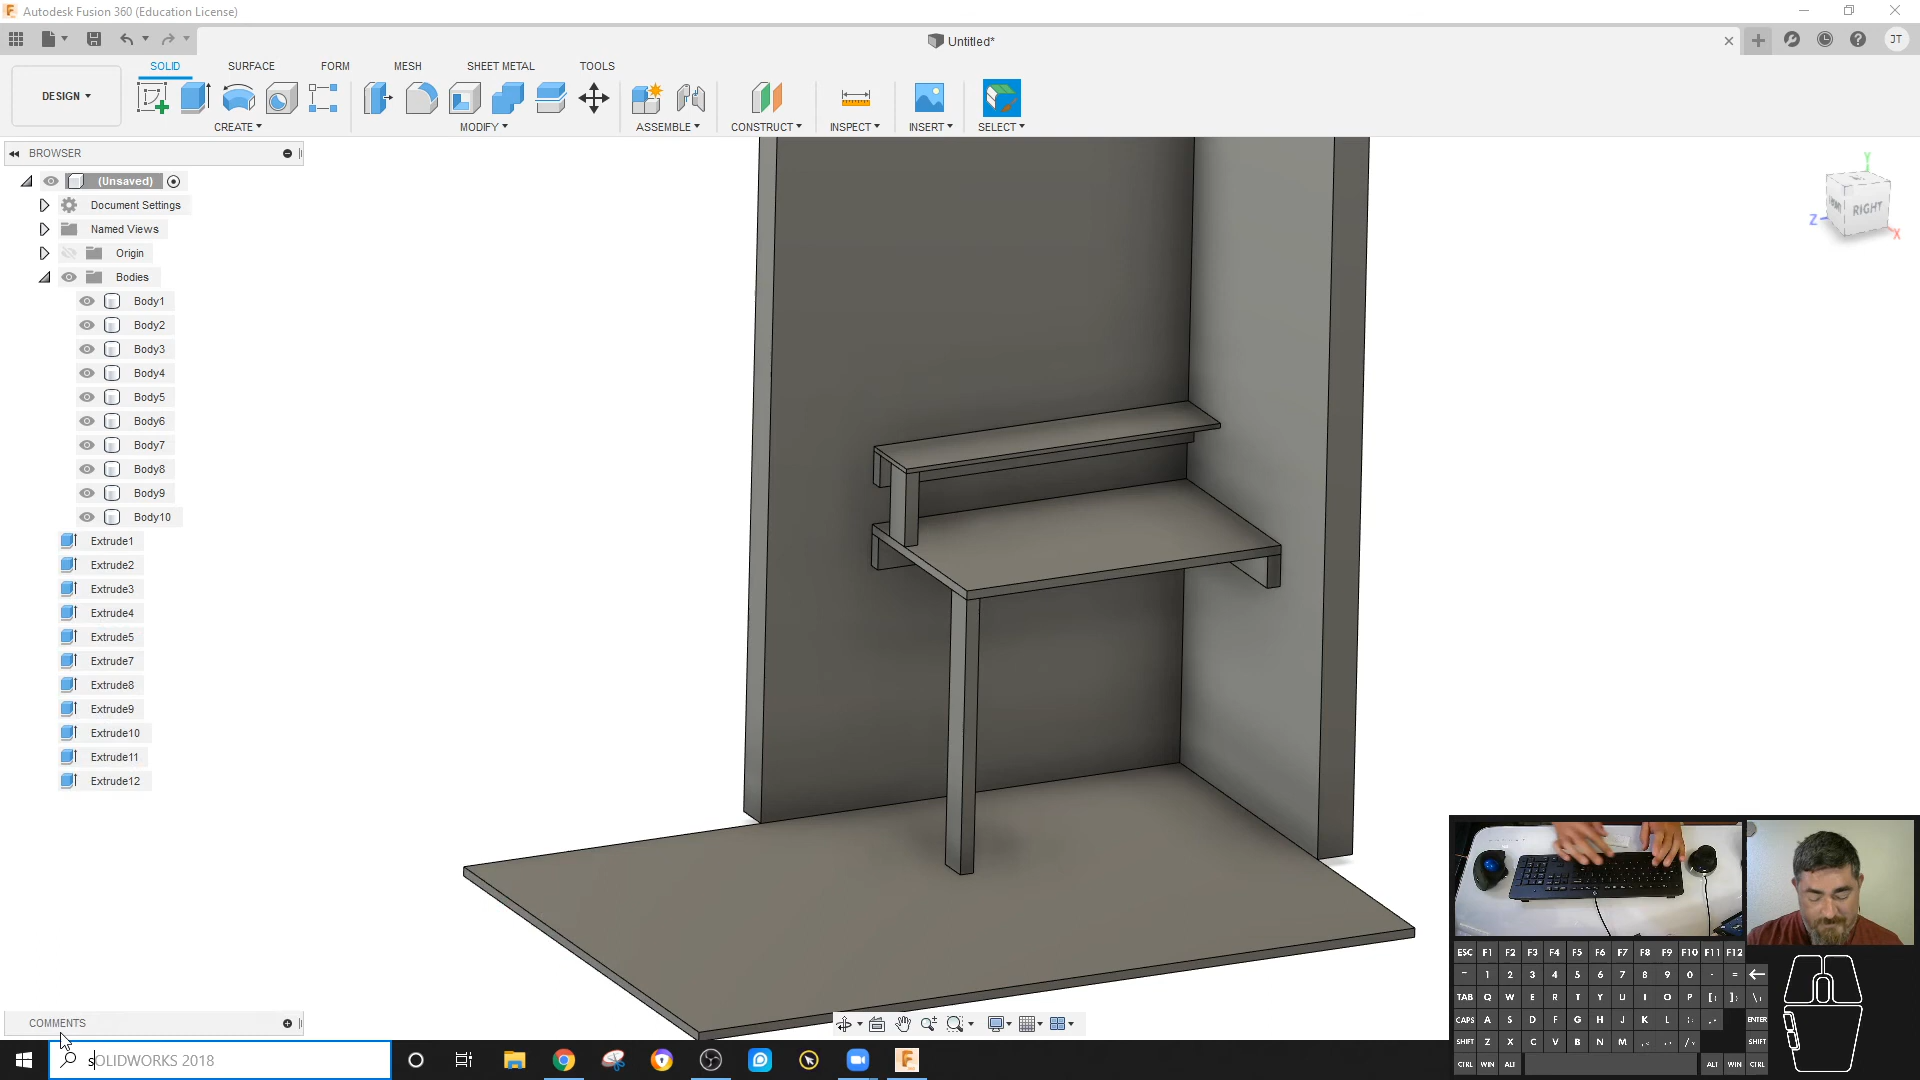 Autodesk Fusion 360 (Education License)
Untitled*
JT
SOLID
SURFACE
FORM
MESH
SHEET METAL
TOOLS
DESIGN
CREATE
MODIFY
ASSEMBLE
CONSTRUCT
INSPECT
INSERT
SELECT
BROWSER
(Unsaved)
Document Settings
Named Views
Origin
Bodies
Body1
Body2
Body3
Body4
Body5
Body6
Body7
Body8
Body9
Body10
Extrude1
Extrude2
Extrude3
Extrude4
Extrude5
Extrude7
Extrude8
Extrude9
Extrude10
Extrude11
Extrude12
Y
RIGHT
Z
X
COMMENTS
sOLIDWORKS 2018
ESC F1 F2 F3 F4 F5 F6 F7 F8 F9 F10 F11 F12
~ 1 2 3 4 5 6 7 8 9 0 - =
TAB Q W E R T Y U I O P [ ] \
CAPS A S D F G H J K L ENTER
SHIFT Z X C V B N M SHIFT
CTRL WIN ALT ALT WIN CTRL